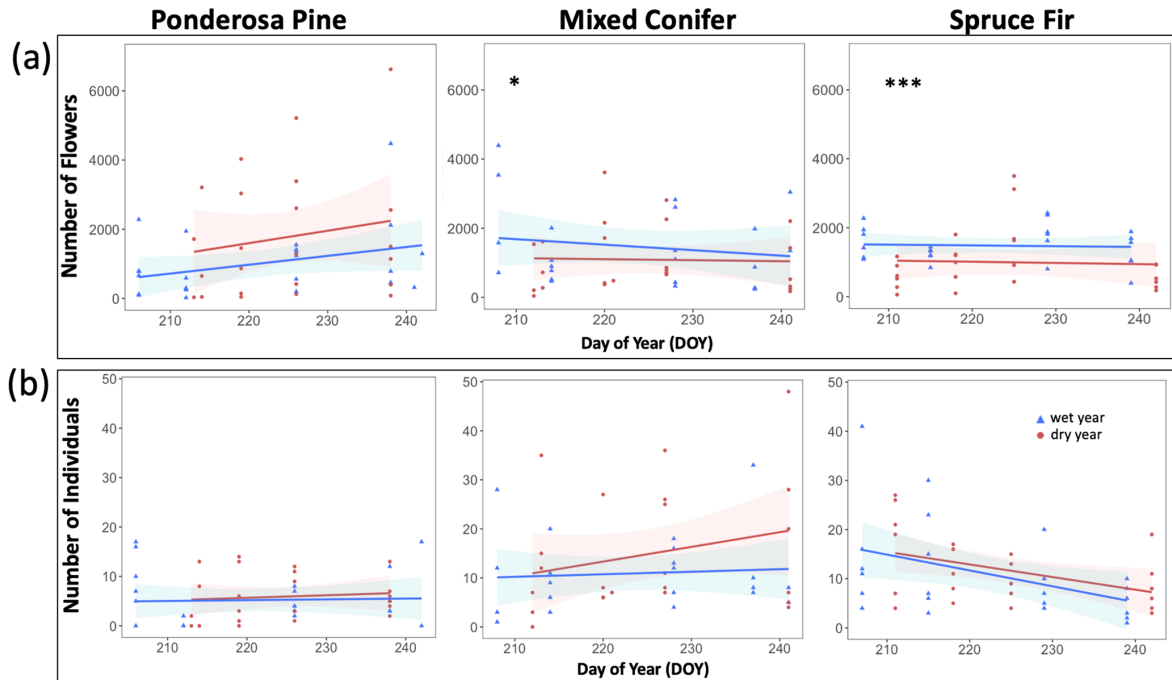 Ponderosa Pine Mixed Conifer Spruce Fir
(a)
Number of Flowers
6000 6000 6000
* ***
4000 4000 4000
2000 2000 2000
0 0 0
210 220 230 240 210 220 230 240 210 220 230 240
Day of Year (DOY)
(b)
Number of Individuals
50 50 50
40 40 40
wet year
dry year
30 30 30
20 20 20
10 10 10
0 0 0
210 220 230 240 210 220 230 240 210 220 230 240
Day of Year (DOY)